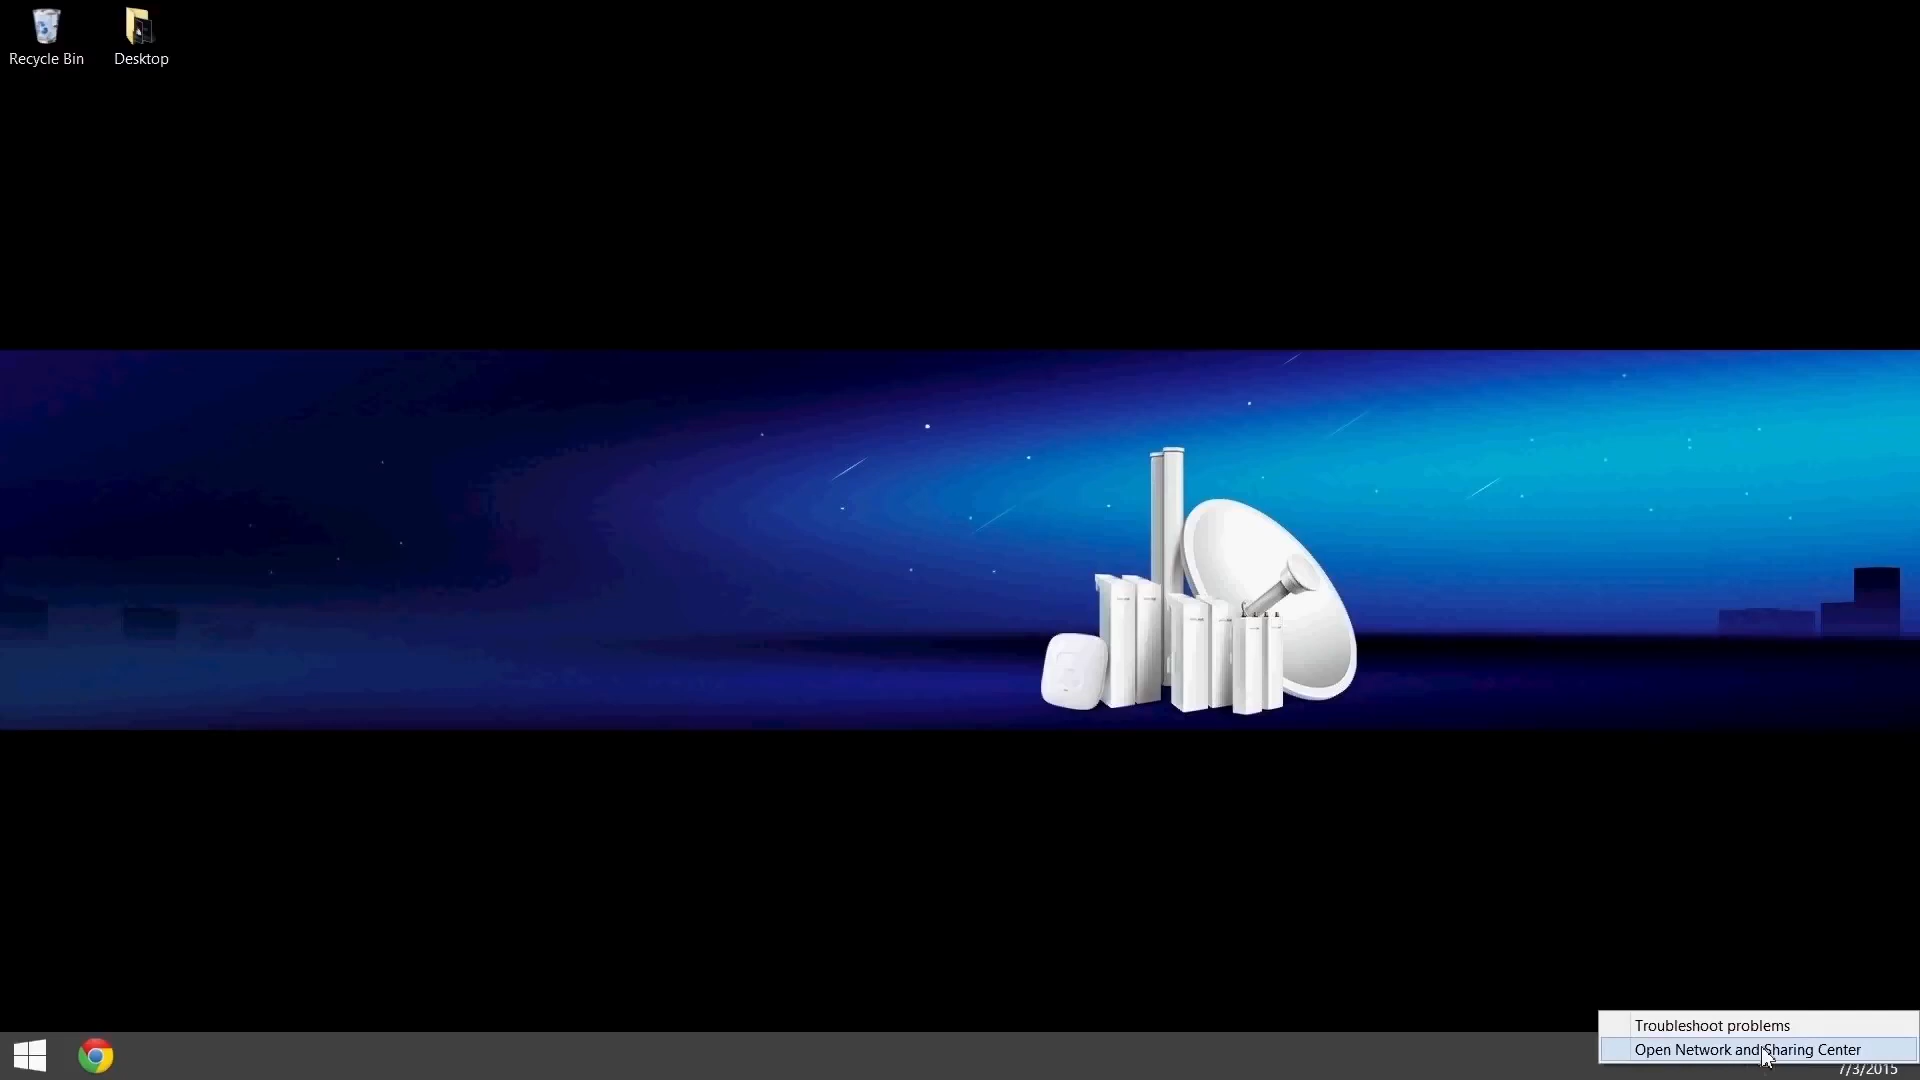 Recycle Bin
Desktop
Troubleshoot problems
Open Network and Sharing Center
7/3/2015